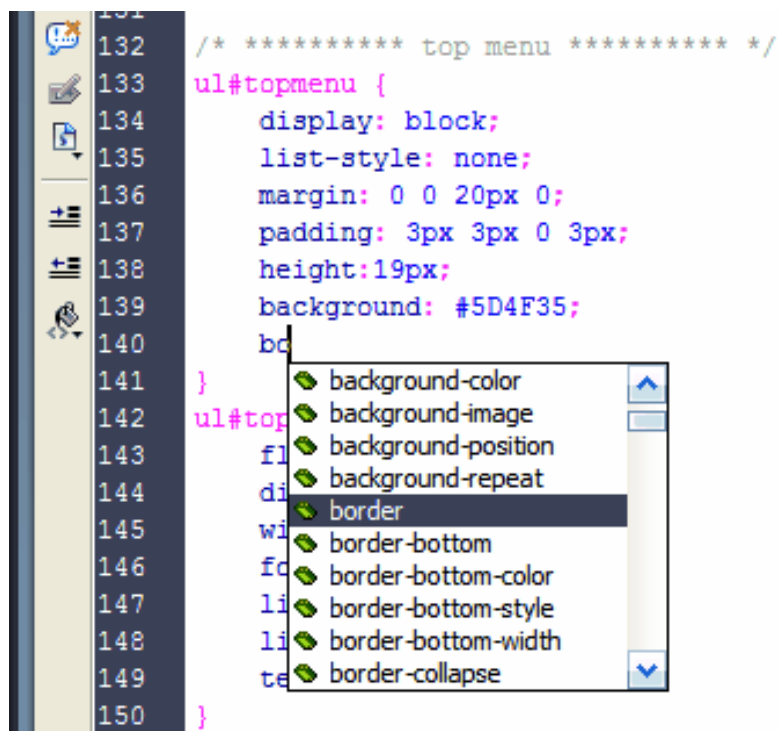 132 /* ********** top menu ********** */
133 ul#topmenu {
134 display: block;
135 list-style: none;
136 margin: 0 0 20px 0;
137 padding: 3px 3px 0 3px;
138 height:19px;
139 background: #5D4F35;
140 bo
141 }
142 ul#top
143 fl
144 di
145 wi
146 fo
147 li
148 li
149 te
150 }
background-color
background-image
background-position
background-repeat
border
border-bottom
border-bottom-color
border-bottom-style
border-bottom-width
border-collapse